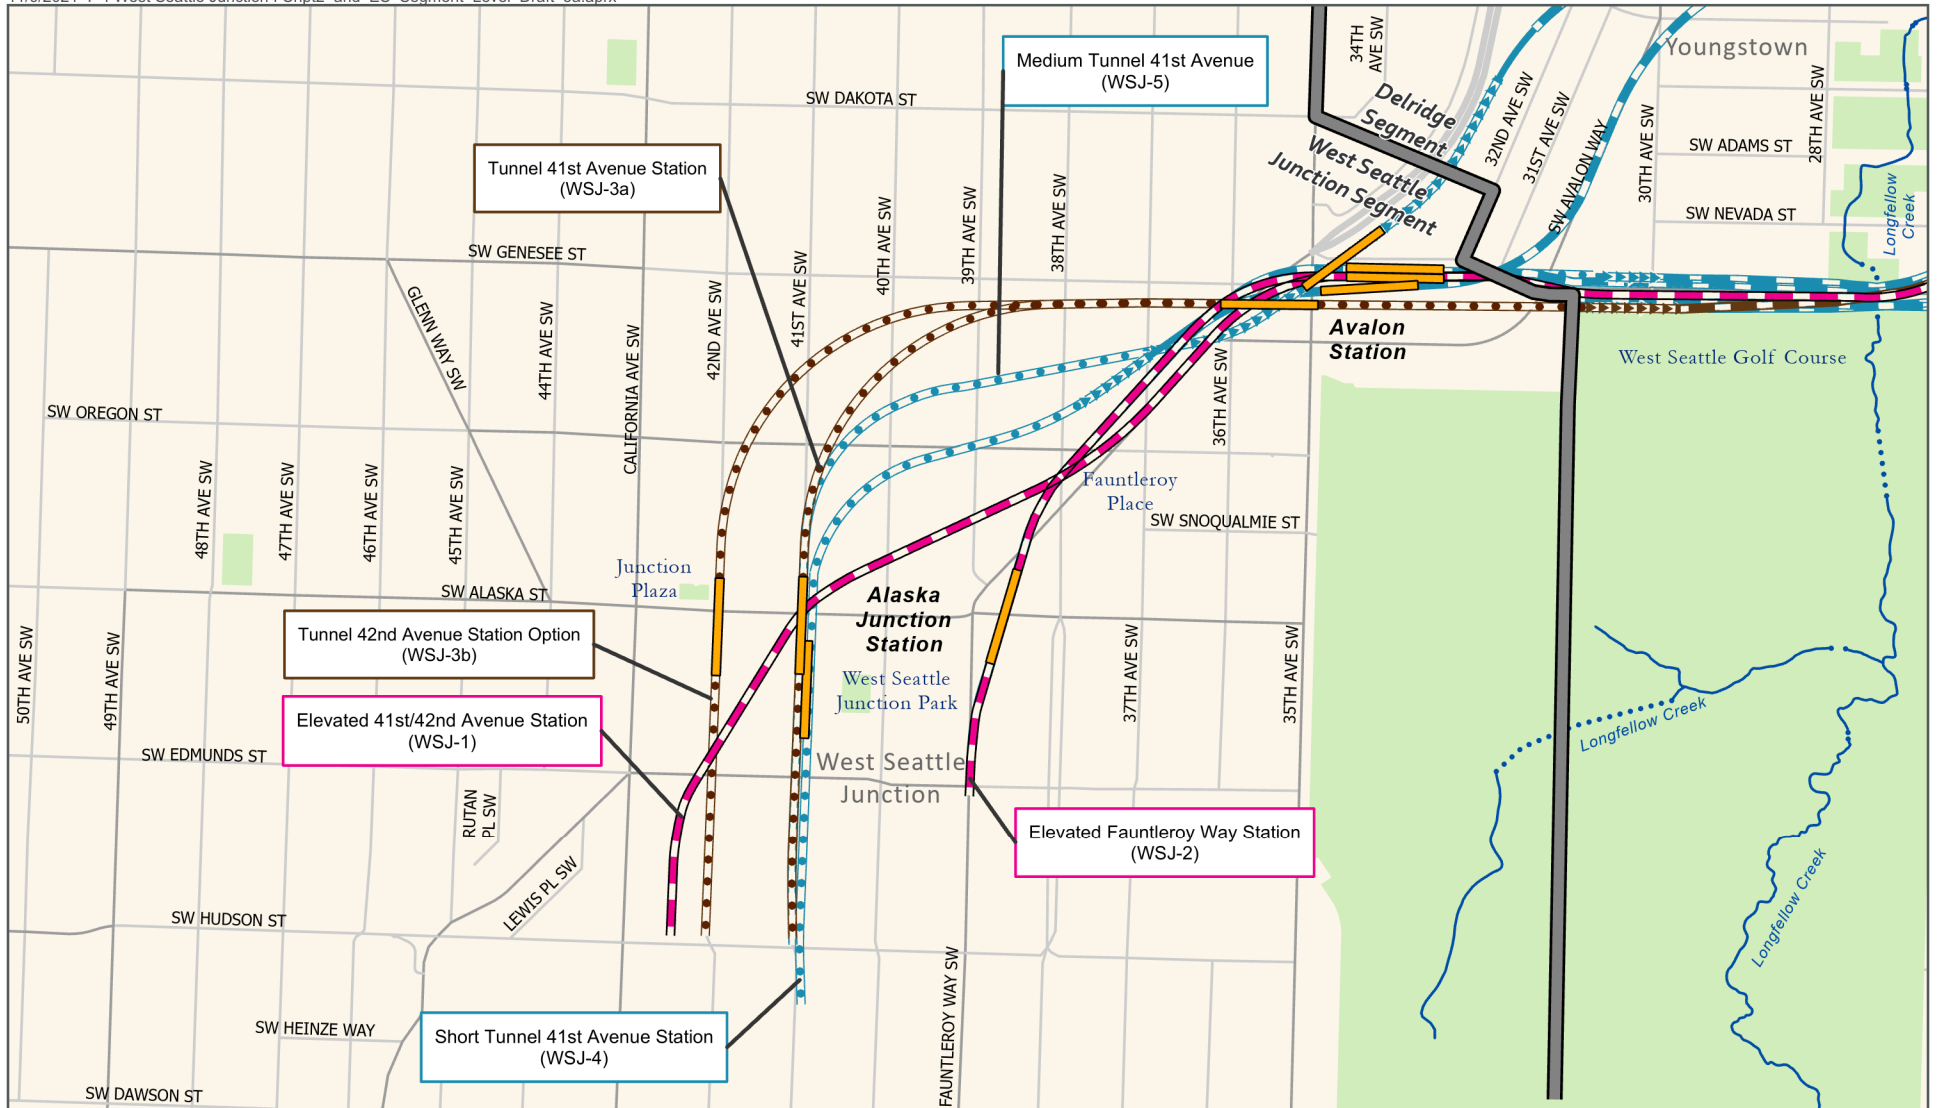 34TH
AVE SW
Youngstown
Medium Tunnel 41st Avenue
(WSJ-5)
SW DAKOTA ST
Delridge
Segment
West Seattle
Junction Segment
32ND AVE SW
31ST AVE SW
SW AVALON WAY
30TH AVE SW
28TH AVE SW
SW ADAMS ST
SW NEVADA ST
Longfellow
Creek
Tunnel 41st Avenue Station
(WSJ-3a)
SW GENESEE ST
GLENN WAY SW
44TH AVE SW
CALIFORNIA AVE SW
42ND AVE SW
41ST AVE SW
40TH AVE SW
39TH AVE SW
38TH AVE SW
36TH AVE SW
Avalon
Station
West Seattle Golf Course
SW OREGON ST
48TH AVE SW
47TH AVE SW
46TH AVE SW
45TH AVE SW
Fauntleroy
Place
SW SNOQUALMIE ST
Junction
Plaza
SW ALASKA ST
Alaska
Junction
Station
Tunnel 42nd Avenue Station Option
(WSJ-3b)
50TH AVE SW
49TH AVE SW
West Seattle
Junction Park
37TH AVE SW
35TH AVE SW
Longfellow Creek
Elevated 41st/42nd Avenue Station
(WSJ-1)
SW EDMUNDS ST
West Seattle
Junction
RUTAN
PL SW
Elevated Fauntleroy Way Station
(WSJ-2)
LEWIS PL SW
Longfellow Creek
SW HUDSON ST
FAUNTLEROY WAY SW
SW HEINZE WAY
Short Tunnel 41st Avenue Station
(WSJ-4)
SW DAWSON ST